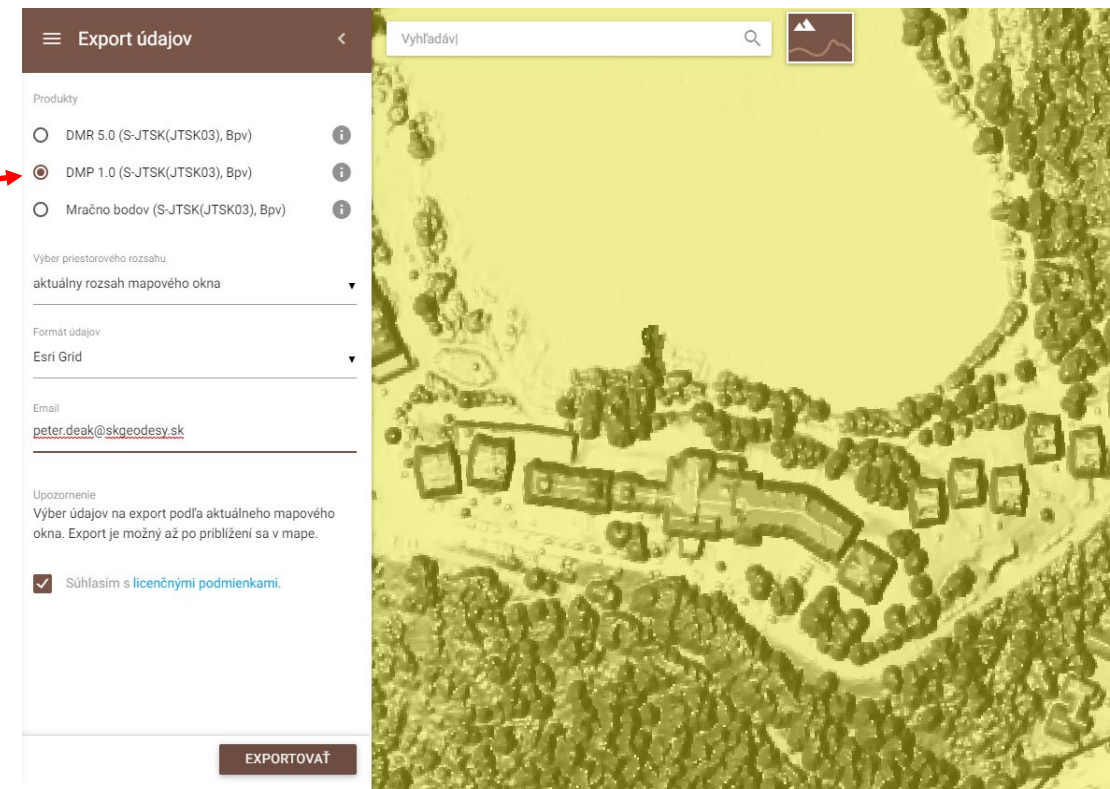 Export údajov
Vyhľadáv
Produkty
DMR 5.0 (S-JTSK(JTSK03), Bpv)
DMP 1.0 (S-JTSK(JTSK03), Bpv)
Mračno bodov (S-JTSK(JTSK03), Bpv)
Výber priestorového rozsahu
aktuálny rozsah mapového okna
Formát údajov
Esri Grid
Email
peter.deak@skgeodesy.sk
Upozornenie
Výber údajov na export podľa aktuálneho mapového
okna. Export je možný až po priblížení sa v mape.
Súhlasím s licenčnými podmienkami.
EXPORTOVAŤ